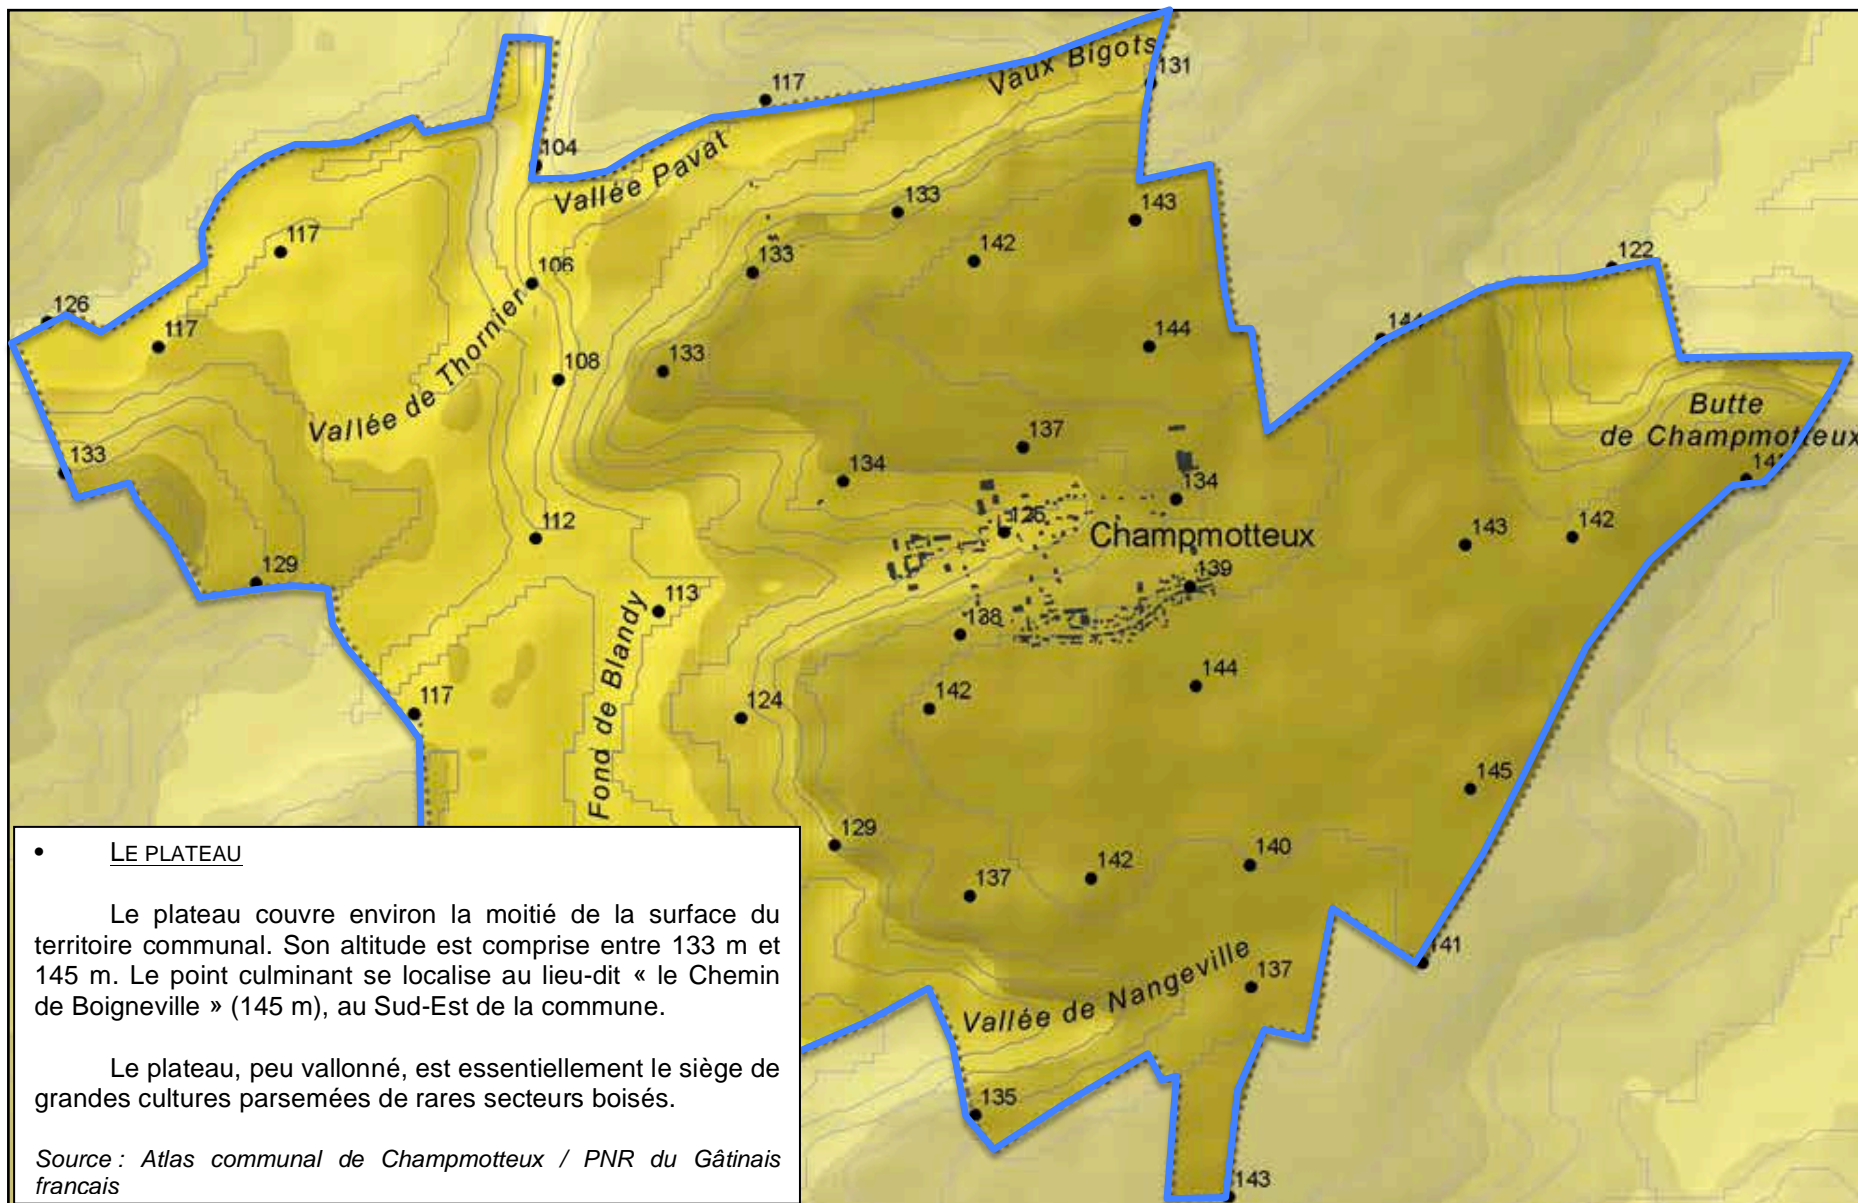 Vaux Bigots
131
117
104
Vallée Pavat
133
143
117
142
133
122
106
126
117
144
144
108
133
Vallée de Thornier
Butte
de Champmotteux
137
133
134
134
126
Champmotteux
142
112
143
129
139
113
138
144
117
142
124
Fond de Blandy
145
129
142
140
137
141
Vallée de Nangeville
137
135
143
• LE PLATEAU
Le plateau couvre environ la moitié de la surface du
territoire communal. Son altitude est comprise entre 133 m et
145 m. Le point culminant se localise au lieu-dit « le Chemin
de Boigneville » (145 m), au Sud-Est de la commune.
Le plateau, peu vallonné, est essentiellement le siège de
grandes cultures parsemées de rares secteurs boisés.
Source : Atlas communal de Champmotteux / PNR du Gâtinais
français